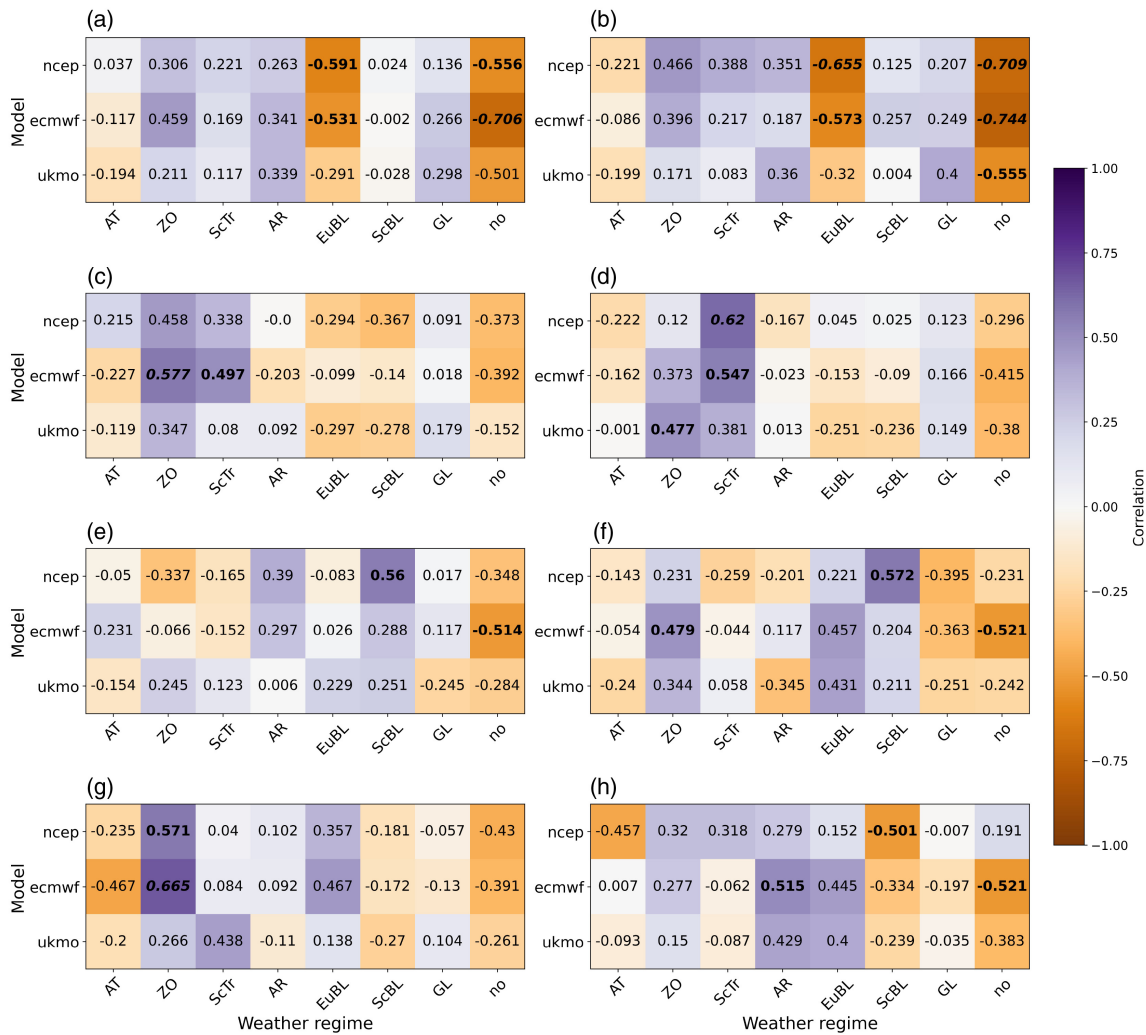 (a)
Model
ncep 0.037 0.306 0.221 0.263 -0.591 0.024 0.136 -0.556
ecmwf -0.117 0.459 0.169 0.341 -0.531 -0.002 0.266 -0.706
ukmo -0.194 0.211 0.117 0.339 -0.291 -0.028 0.298 -0.501
AT ZO ScTr AR EuBL ScBL GL no
(b)
ncep -0.221 0.466 0.388 0.351 -0.655 0.125 0.207 -0.709
ecmwf -0.086 0.396 0.217 0.187 -0.573 0.257 0.249 -0.744
ukmo -0.199 0.171 0.083 0.36 -0.32 0.004 0.4 -0.555
AT ZO ScTr AR EuBL ScBL GL no
(c)
Model
ncep 0.215 0.458 0.338 -0.0 -0.294 -0.367 0.091 -0.373
ecmwf -0.227 0.577 0.497 -0.203 -0.099 -0.14 0.018 -0.392
ukmo -0.119 0.347 0.08 0.092 -0.297 -0.278 0.179 -0.152
AT ZO ScTr AR EuBL ScBL GL no
(d)
ncep -0.222 0.12 0.62 -0.167 0.045 0.025 0.123 -0.296
ecmwf -0.162 0.373 0.547 -0.023 -0.153 -0.09 0.166 -0.415
ukmo -0.001 0.477 0.381 0.013 -0.251 -0.236 0.149 -0.38
AT ZO ScTr AR EuBL ScBL GL no
(e)
Model
ncep -0.05 -0.337 -0.165 0.39 -0.083 0.56 0.017 -0.348
ecmwf 0.231 -0.066 -0.152 0.297 0.026 0.288 0.117 -0.514
ukmo -0.154 0.245 0.123 0.006 0.229 0.251 -0.245 -0.284
AT ZO ScTr AR EuBL ScBL GL no
(f)
ncep -0.143 0.231 -0.259 -0.201 0.221 0.572 -0.395 -0.231
ecmwf -0.054 0.479 -0.044 0.117 0.457 0.204 -0.363 -0.521
ukmo -0.24 0.344 0.058 -0.345 0.431 0.211 -0.251 -0.242
AT ZO ScTr AR EuBL ScBL GL no
(g)
Model
ncep -0.235 0.571 0.04 0.102 0.357 -0.181 -0.057 -0.43
ecmwf -0.467 0.665 0.084 0.092 0.467 -0.172 -0.13 -0.391
ukmo -0.2 0.266 0.438 -0.11 0.138 -0.27 0.104 -0.261
AT ZO ScTr AR EuBL ScBL GL no
Weather regime
(h)
ncep -0.457 0.32 0.318 0.279 0.152 -0.501 -0.007 0.191
ecmwf 0.007 0.277 -0.062 0.515 0.445 -0.334 -0.197 -0.521
ukmo -0.093 0.15 -0.087 0.429 0.4 -0.239 -0.035 -0.383
AT ZO ScTr AR EuBL ScBL GL no
Weather regime
1.00
0.75
0.50
0.25
0.00
−0.25
−0.50
−0.75
−1.00
Correlation